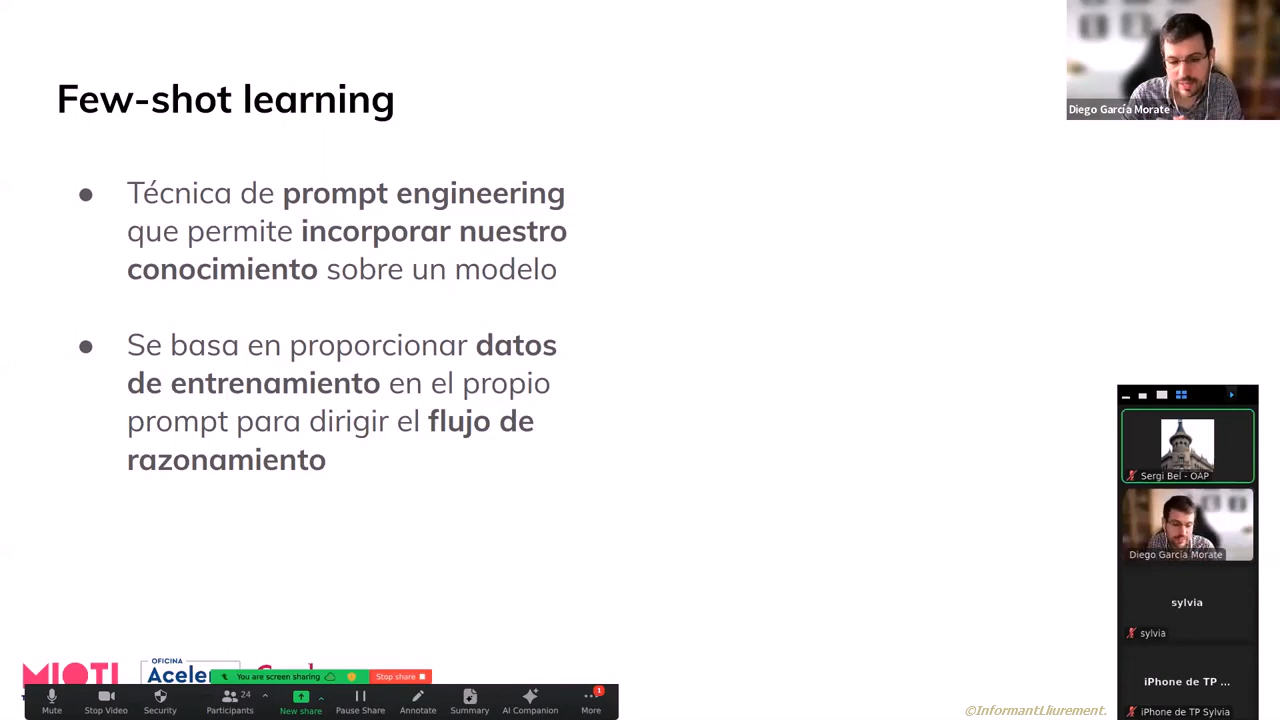 Few-shot learning
Diego García Morate
● Técnica de prompt engineering
que permite incorporar nuestro
conocimiento sobre un modelo
● Se basa en proporcionar datos
de entrenamiento en el propio
prompt para dirigir el flujo de
razonamiento
Sergi Bel - OAP
Diego García Morate
sylvia
sylvia
iPhone de TP ...
iPhone de TP Sylvia
MIOTI
OFICINA
Aceler
You are screen sharing
Stop share
Mute
Stop Video
Security
Participants
24
New share
Pause Share
Annotate
Summary
AI Companion
More
1
©InformantLliurement.